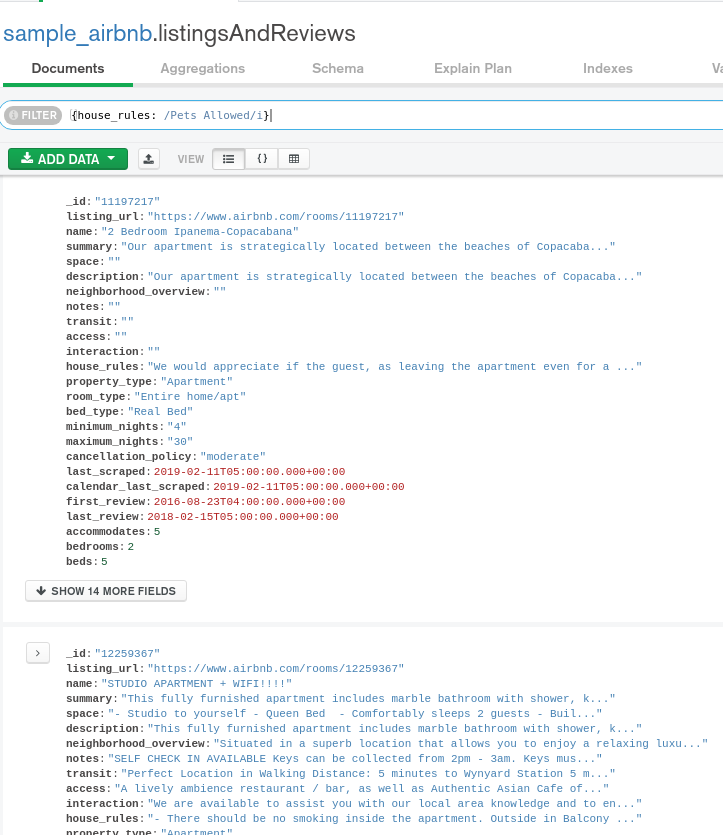 sample_airbnb.listingsAndReviews
Documents Aggregations Schema Explain Plan Indexes Va
FILTER {house_rules: /Pets Allowed/i}
ADD DATA VIEW { }
_id:"11197217"
listing_url:"https://www.airbnb.com/rooms/11197217"
name:"2 Bedroom Ipanema-Copacabana"
summary:"Our apartment is strategically located between the beaches of Copacaba..."
space:""
description:"Our apartment is strategically located between the beaches of Copacaba..."
neighborhood_overview:""
notes:""
transit:""
access:""
interaction:""
house_rules:"We would appreciate if the guest, as leaving the apartment even for a ..."
property_type:"Apartment"
room_type:"Entire home/apt"
bed_type:"Real Bed"
minimum_nights:"4"
maximum_nights:"30"
cancellation_policy:"moderate"
last_scraped:2019-02-11T05:00:00.000+00:00
calendar_last_scraped:2019-02-11T05:00:00.000+00:00
first_review:2016-08-23T04:00:00.000+00:00
last_review:2018-02-15T05:00:00.000+00:00
accommodates:5
bedrooms:2
beds:5
SHOW 14 MORE FIELDS
_id:"12259367"
listing_url:"https://www.airbnb.com/rooms/12259367"
name:"STUDIO APARTMENT + WIFI!!!!"
summary:"This fully furnished apartment includes marble bathroom with shower, k..."
space:"- Studio to yourself - Queen Bed  - Comfortably sleeps 2 guests - Buil..."
description:"This fully furnished apartment includes marble bathroom with shower, k..."
neighborhood_overview:"Situated in a superb location that allows you to enjoy a relaxing luxu..."
notes:"SELF CHECK IN AVAILABLE Keys can be collected from 2pm - 3am. Keys mus..."
transit:"Perfect Location in Walking Distance: 5 minutes to Wynyard Station 5 m..."
access:"A lively ambience restaurant / bar, as well as Authentic Asian Cafe of..."
interaction:"We are available to assist you with our local area knowledge and to en..."
house_rules:"- There should be no smoking inside the apartment. Outside in Balcony ..."
property_type:"Apartment"